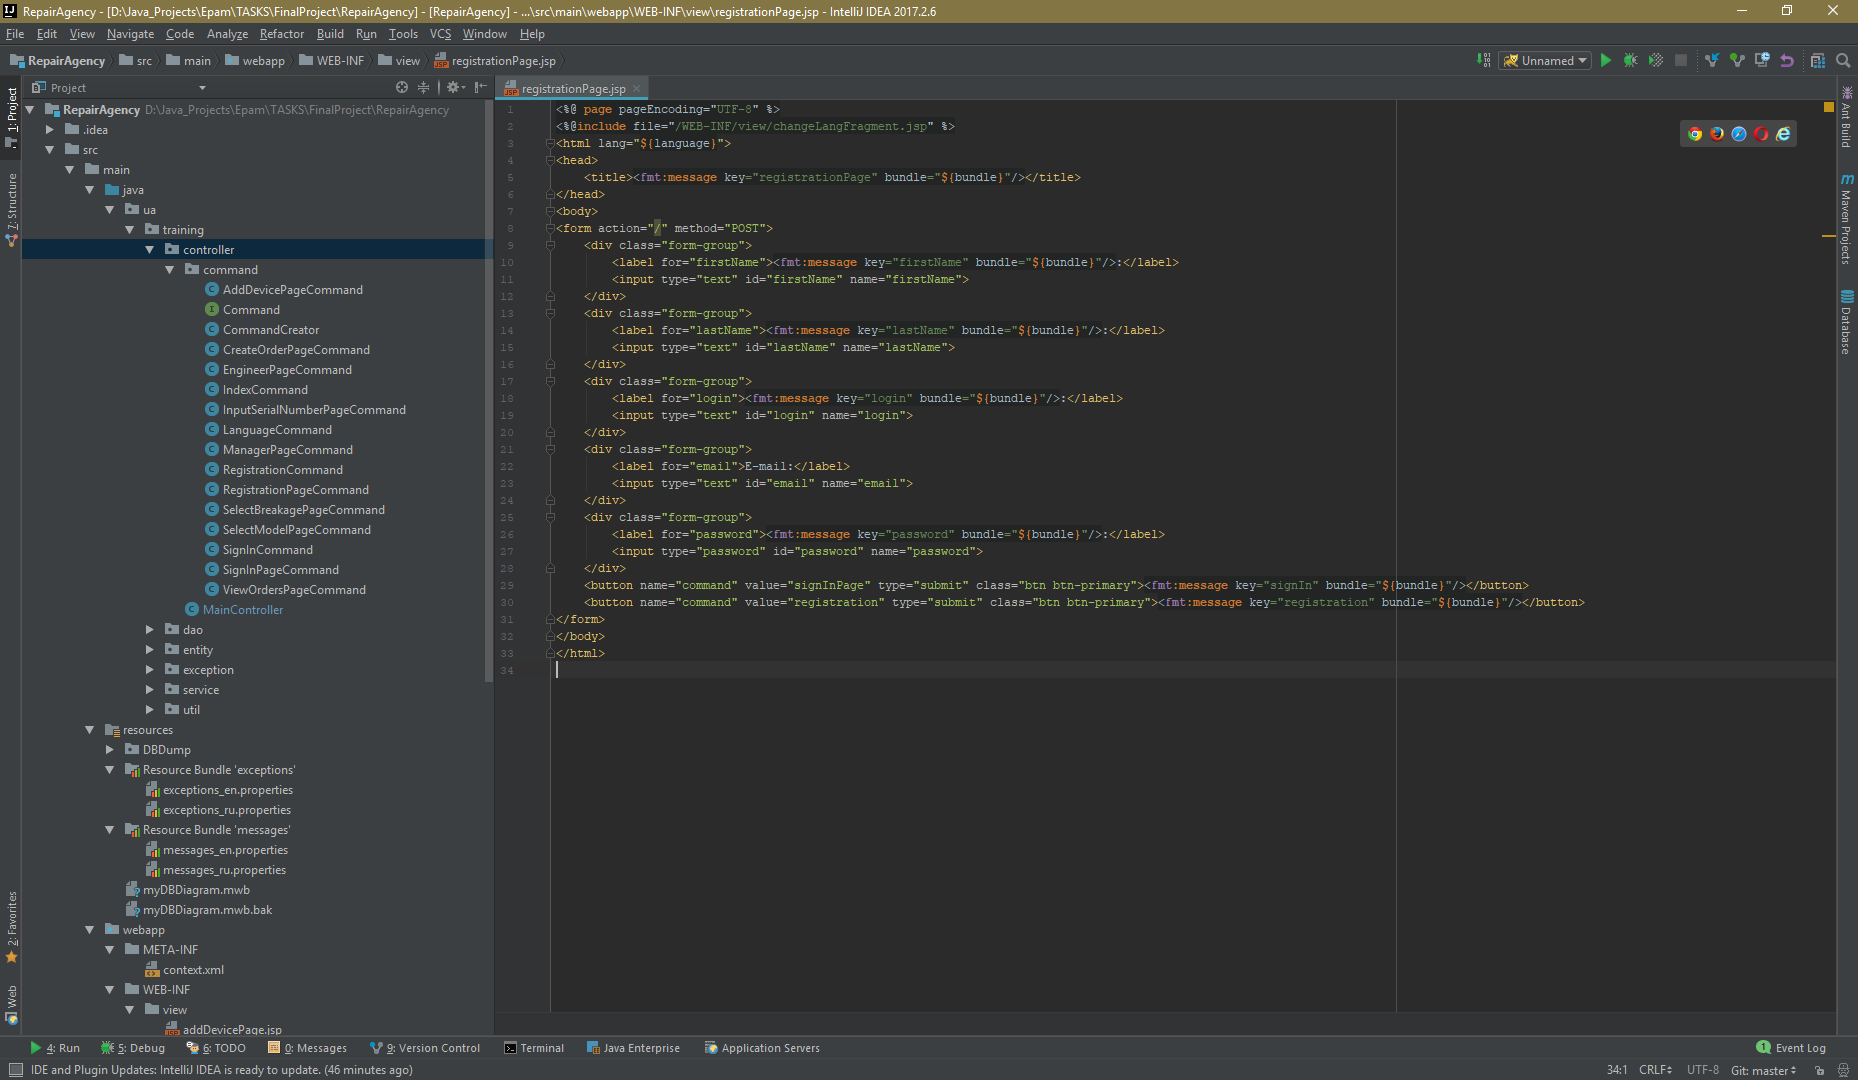 RepairAgency - [D:\Java_Projects\Epam\TASKS\FinalProject\RepairAgency] - [RepairAgency] - ...\src\main\webapp\WEB-INF\view\registrationPage.jsp - IntelliJ IDEA 2017.2.6
File Edit View Navigate Code Analyze Refactor Build Run Tools VCS Window Help
RepairAgency src main webapp WEB-INF view registrationPage.jsp Unnamed
Project
registrationPage.jsp
1: Project
7: Structure
2: Favorites
Web
RepairAgency D:\Java_Projects\Epam\TASKS\FinalProject\RepairAgency
.idea
src
main
java
ua
training
controller
command
AddDevicePageCommand
Command
CommandCreator
CreateOrderPageCommand
EngineerPageCommand
IndexCommand
InputSerialNumberPageCommand
LanguageCommand
ManagerPageCommand
RegistrationCommand
RegistrationPageCommand
SelectBreakagePageCommand
SelectModelPageCommand
SignInCommand
SignInPageCommand
ViewOrdersPageCommand
MainController
dao
entity
exception
service
util
resources
DBDump
Resource Bundle 'exceptions'
exceptions_en.properties
exceptions_ru.properties
Resource Bundle 'messages'
messages_en.properties
messages_ru.properties
myDBDiagram.mwb
myDBDiagram.mwb.bak
webapp
META-INF
context.xml
WEB-INF
view
addDevicePage.jsp
1 <%@ page pageEncoding="UTF-8" %>
2 <%@include file="/WEB-INF/view/changeLangFragment.jsp" %>
3 <html lang="${language}">
4 <head>
5 <title><fmt:message key="registrationPage" bundle="${bundle}"/></title>
6 </head>
7 <body>
8 <form action="/" method="POST">
9 <div class="form-group">
10 <label for="firstName"><fmt:message key="firstName" bundle="${bundle}"/>:</label>
11 <input type="text" id="firstName" name="firstName">
12 </div>
13 <div class="form-group">
14 <label for="lastName"><fmt:message key="lastName" bundle="${bundle}"/>:</label>
15 <input type="text" id="lastName" name="lastName">
16 </div>
17 <div class="form-group">
18 <label for="login"><fmt:message key="login" bundle="${bundle}"/>:</label>
19 <input type="text" id="login" name="login">
20 </div>
21 <div class="form-group">
22 <label for="email">E-mail:</label>
23 <input type="text" id="email" name="email">
24 </div>
25 <div class="form-group">
26 <label for="password"><fmt:message key="password" bundle="${bundle}"/>:</label>
27 <input type="password" id="password" name="password">
28 </div>
29 <button name="command" value="signInPage" type="submit" class="btn btn-primary"><fmt:message key="signIn" bundle="${bundle}"/></button>
30 <button name="command" value="registration" type="submit" class="btn btn-primary"><fmt:message key="registration" bundle="${bundle}"/></button>
31 </form>
32 </body>
33 </html>
34
Ant Build
Maven Projects
Database
4: Run 5: Debug 6: TODO 0: Messages 9: Version Control Terminal Java Enterprise Application Servers 1 Event Log
IDE and Plugin Updates: IntelliJ IDEA is ready to update. (46 minutes ago) 34:1 CRLF UTF-8 Git: master